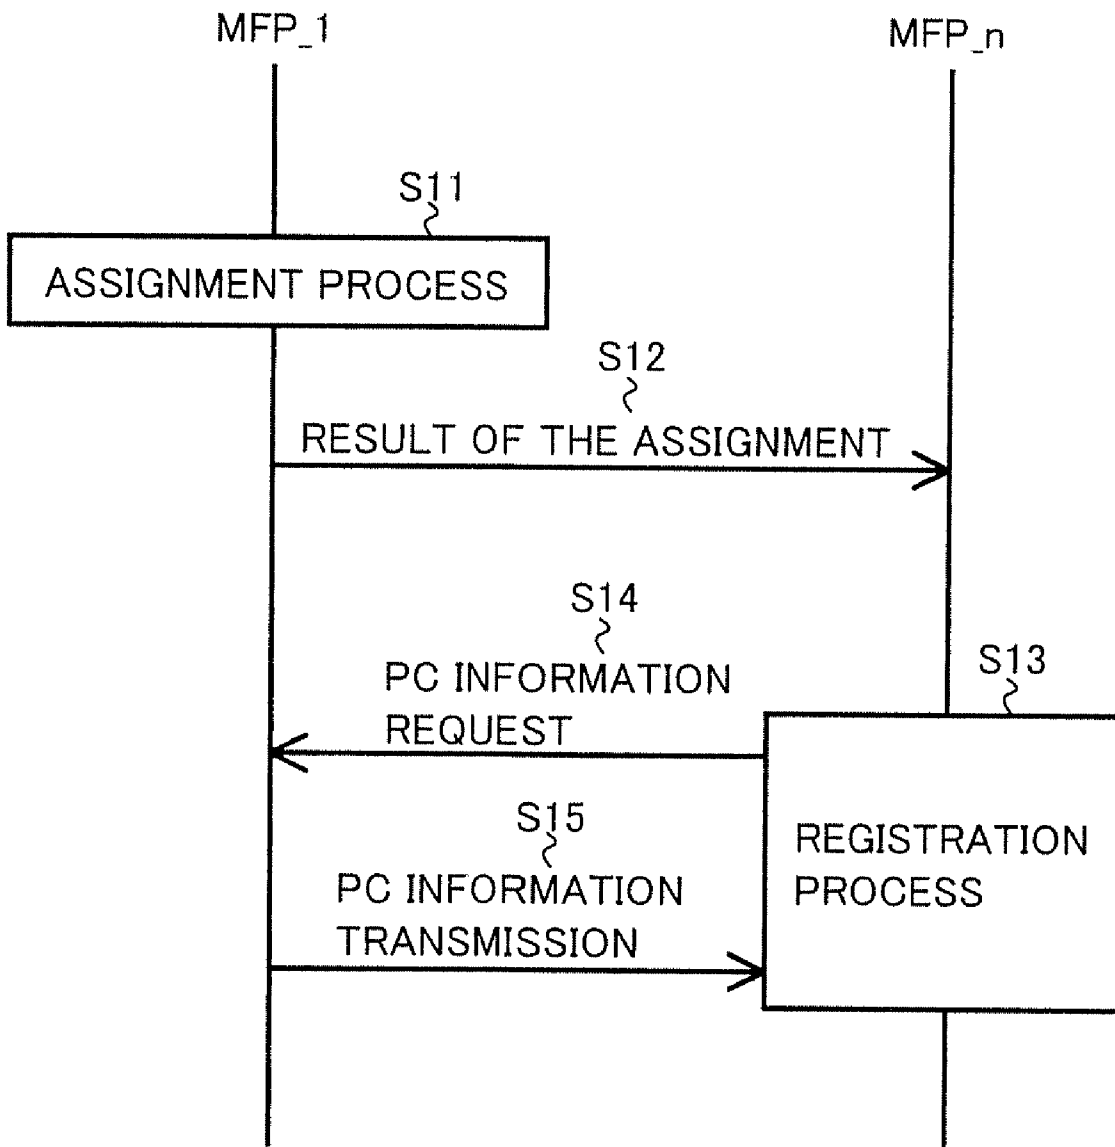 MFP_1
MFP_n
S11
ASSIGNMENT PROCESS
S12
RESULT OF THE ASSIGNMENT
S14
PC INFORMATION
REQUEST
S13
REGISTRATION
PROCESS
S15
PC INFORMATION
TRANSMISSION